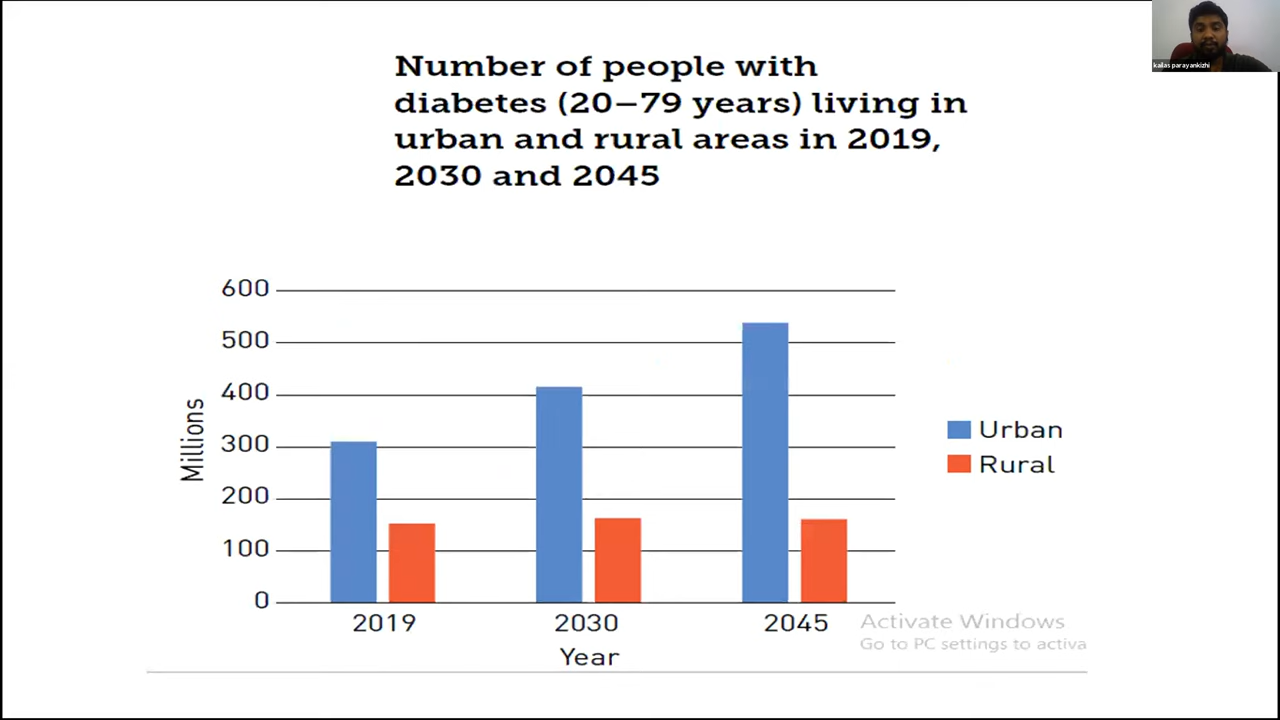 kailas parayankizhi
Number of people with
diabetes (20–79 years) living in
urban and rural areas in 2019,
2030 and 2045
600
500
400
300
200
100
0
Millions
2019
2030
2045
Year
Urban
Rural
Activate Windows
Go to PC settings to activa